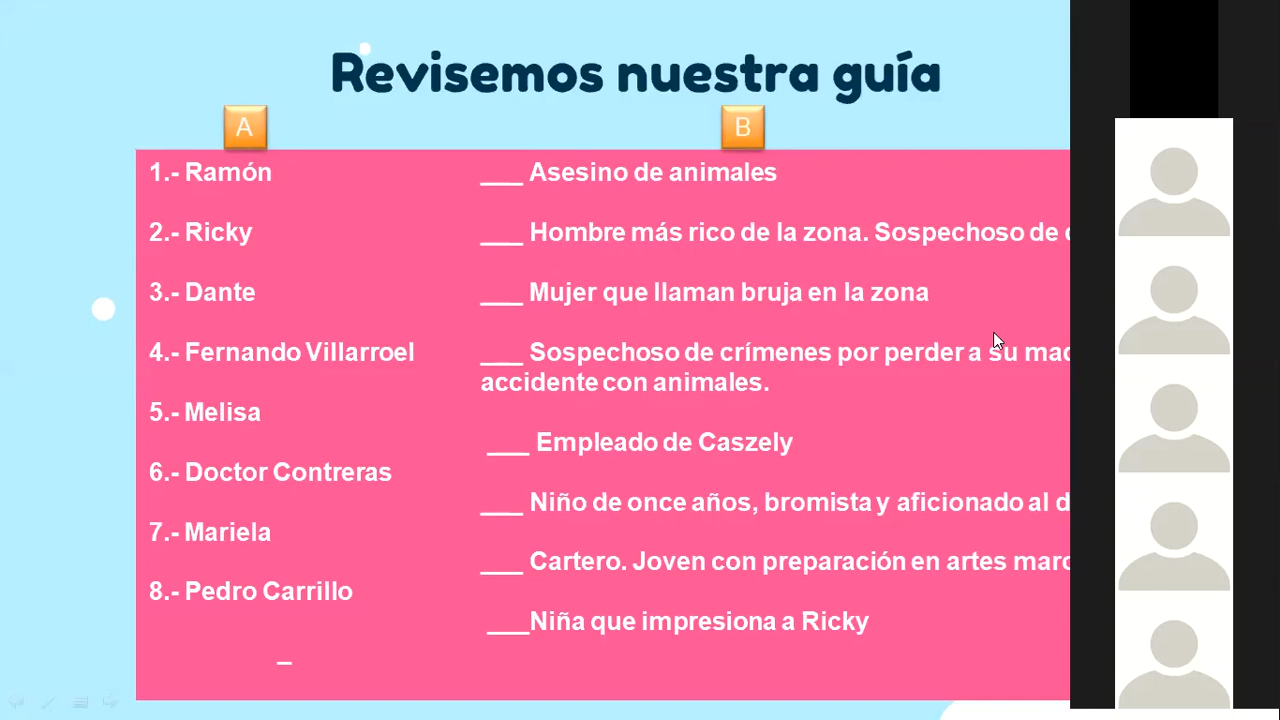 Revisemos nuestra guía
A
B
1.- Ramón
2.- Ricky
3.- Dante
4.- Fernando Villarroel
5.- Melisa
6.- Doctor Contreras
7.- Mariela
8.- Pedro Carrillo
_
___ Asesino de animales
___ Hombre más rico de la zona. Sospechoso de
___ Mujer que llaman bruja en la zona
___ Sospechoso de crímenes por perder a su
accidente con animales.
___ Empleado de Caszely
___ Niño de once años, bromista y aficionado al
___ Cartero. Joven con preparación en artes
___Niña que impresiona a Ricky